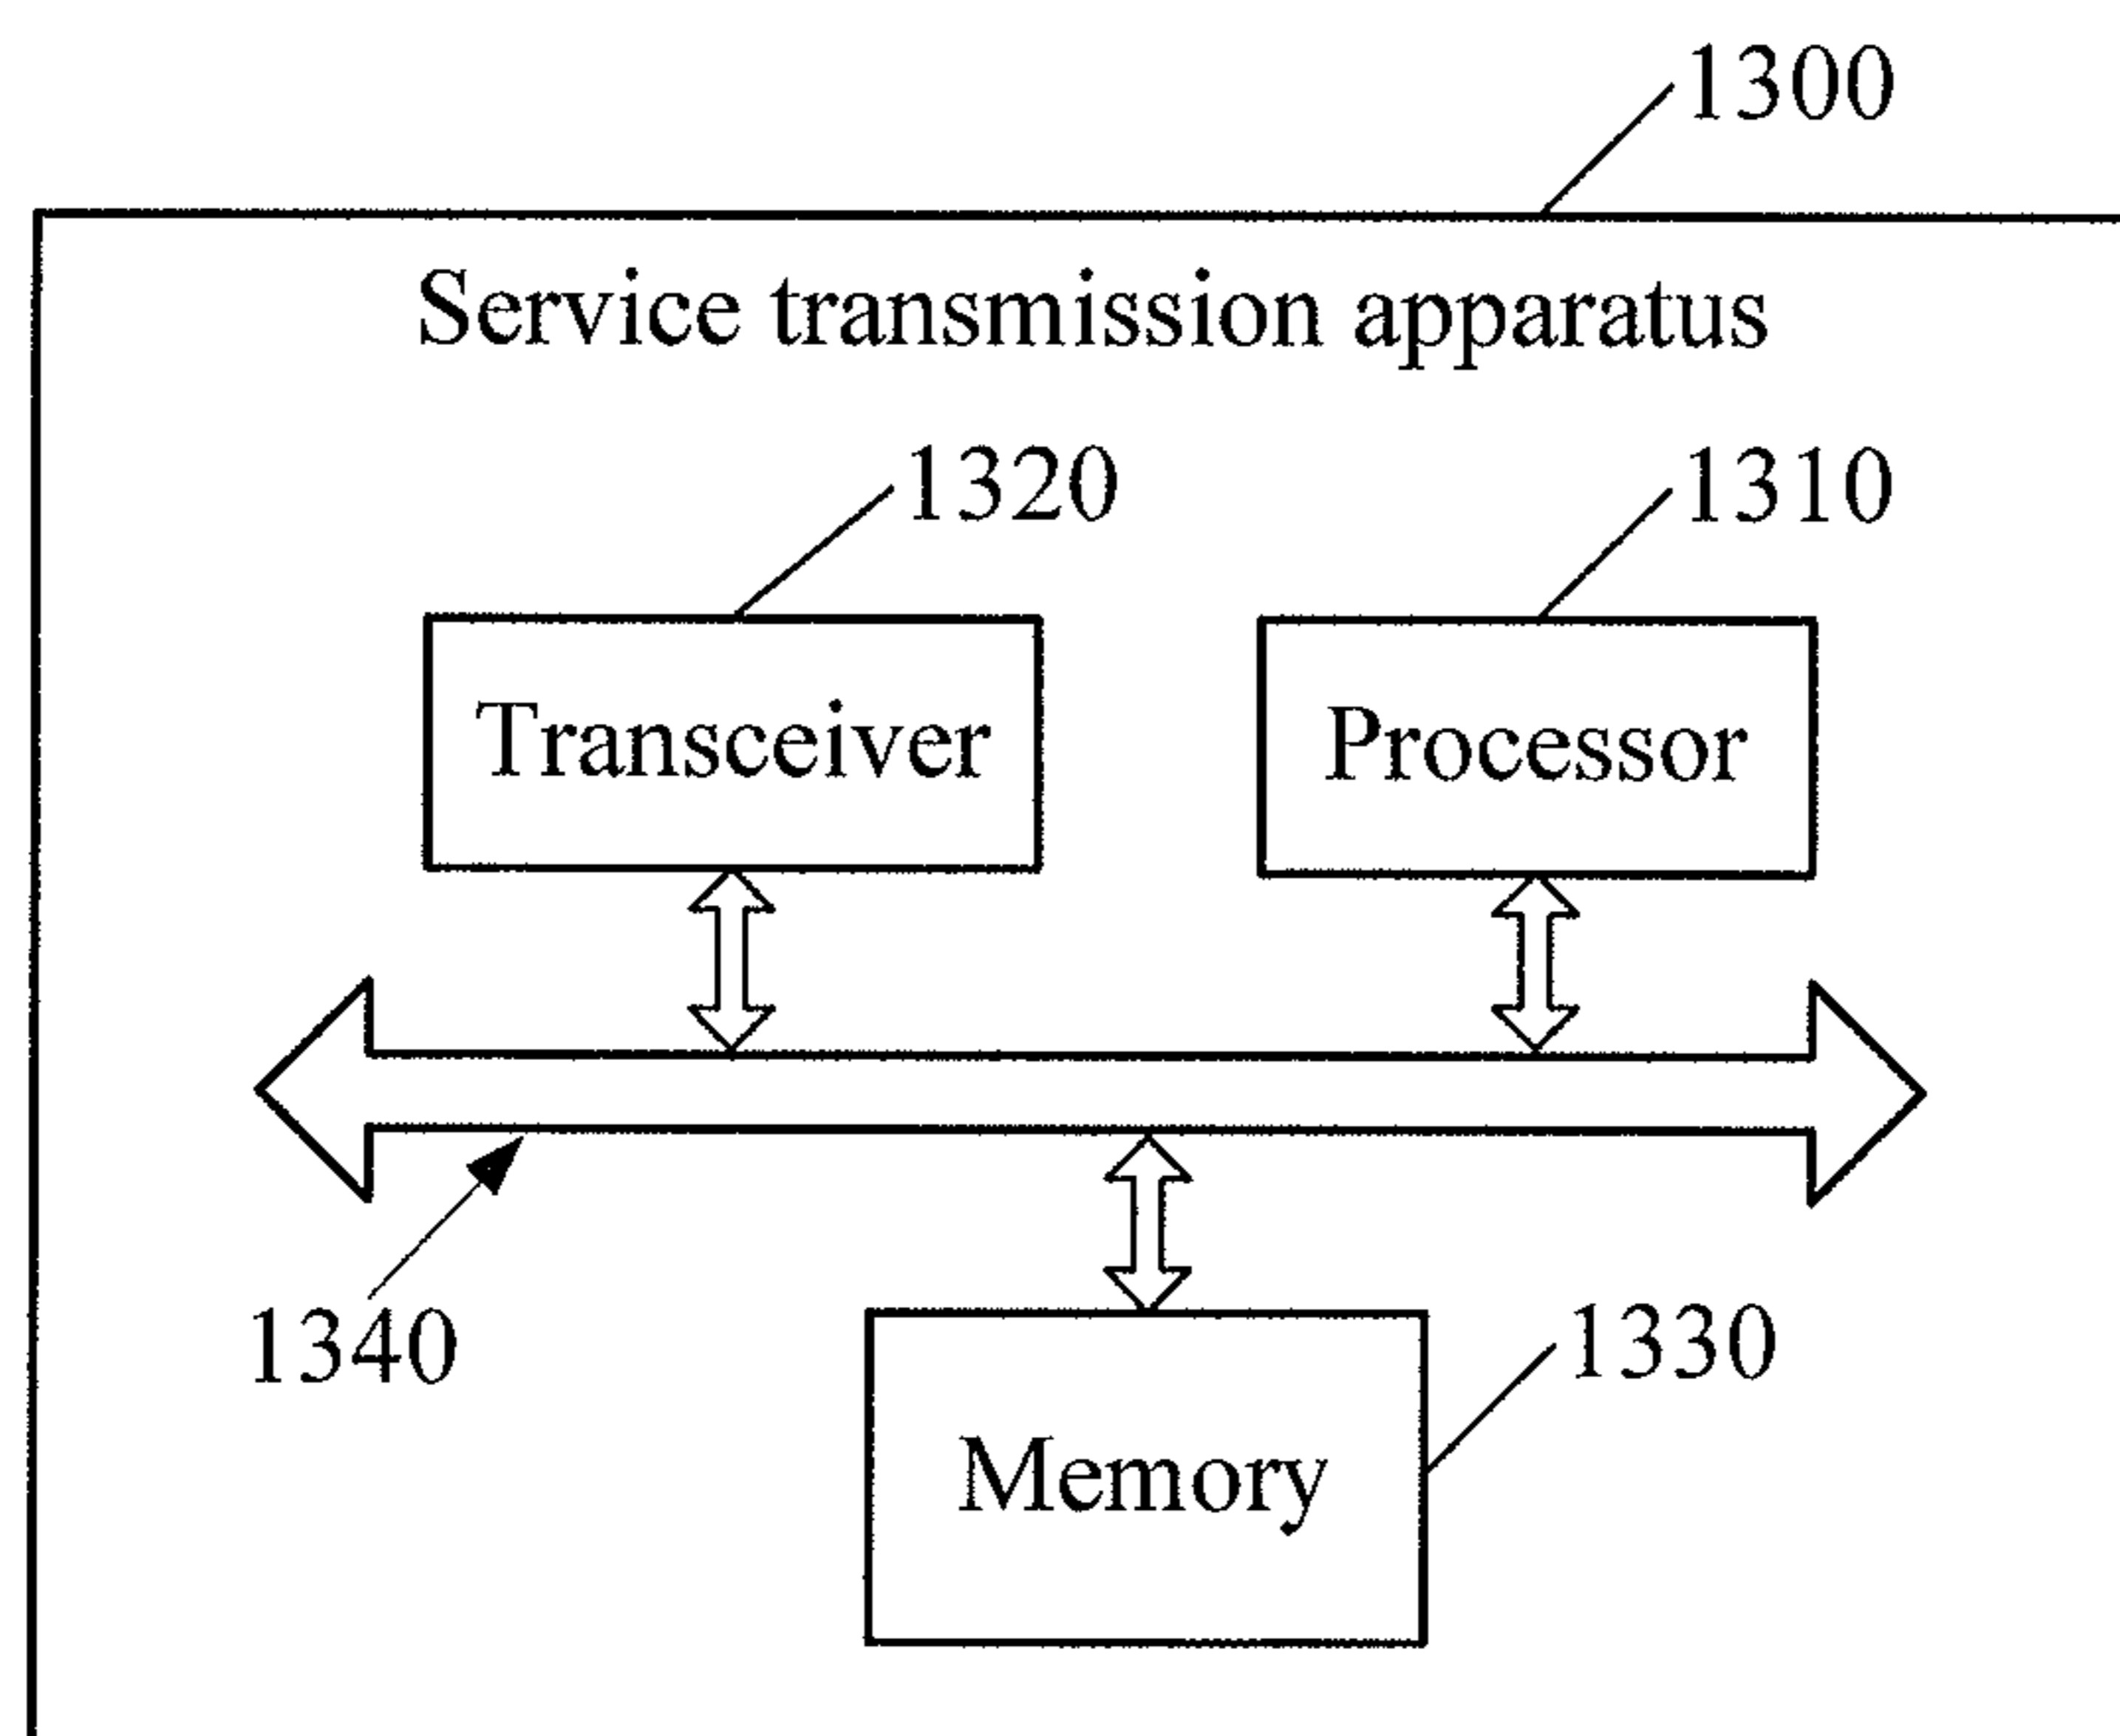 1300
Service transmission apparatus
1320
1310
Transceiver
Processor
1340
1330
Memory